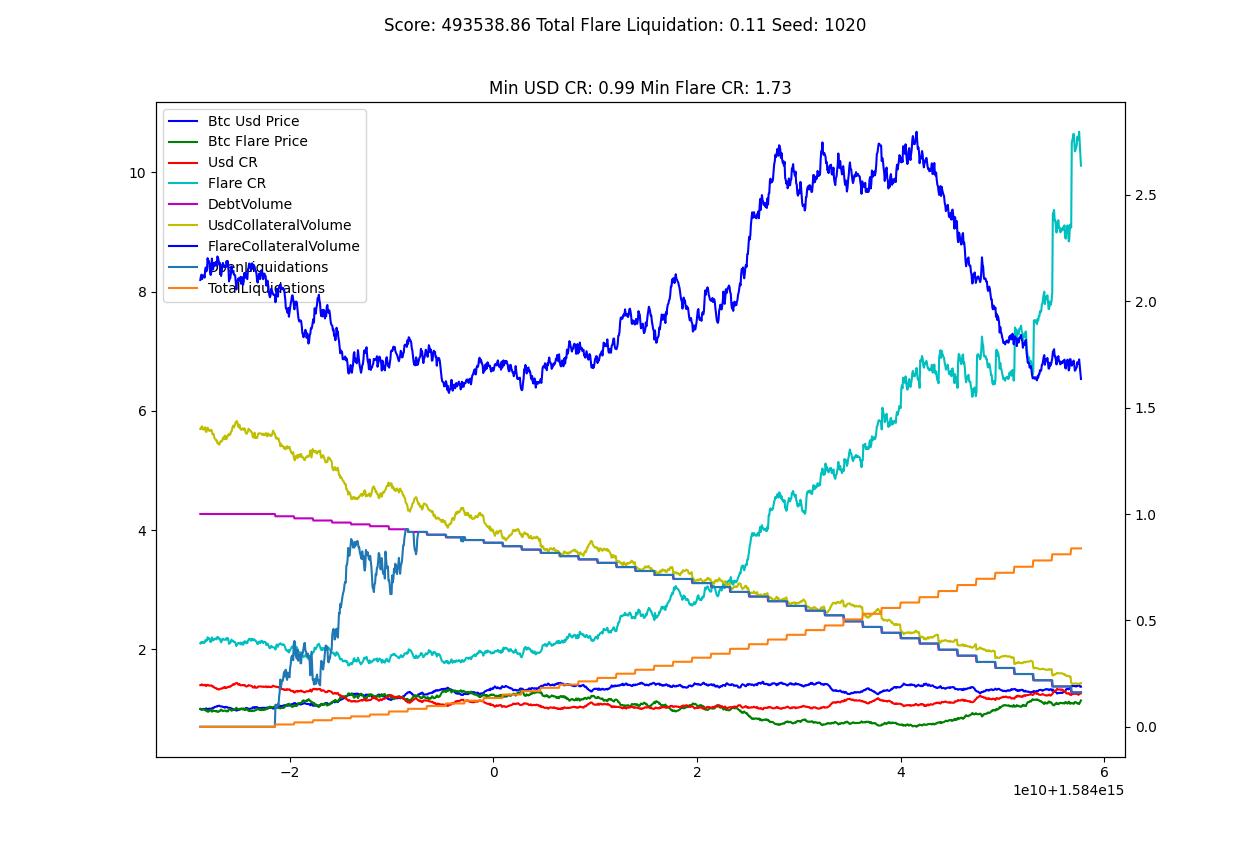 Score: 493538.86 Total Flare Liquidation: 0.11 Seed: 1020
Min USD CR: 0.99 Min Flare CR: 1.73
Btc Usd Price
Btc Flare Price
Usd CR
Flare CR
DebtVolume
UsdCollateralVolume
FlareCollateralVolume
OpenLiquidations
TotalLiquidations
10
8
6
4
2
2.5
2.0
1.5
1.0
0.5
0.0
−2
0
2
4
6
1e10+1.584e15